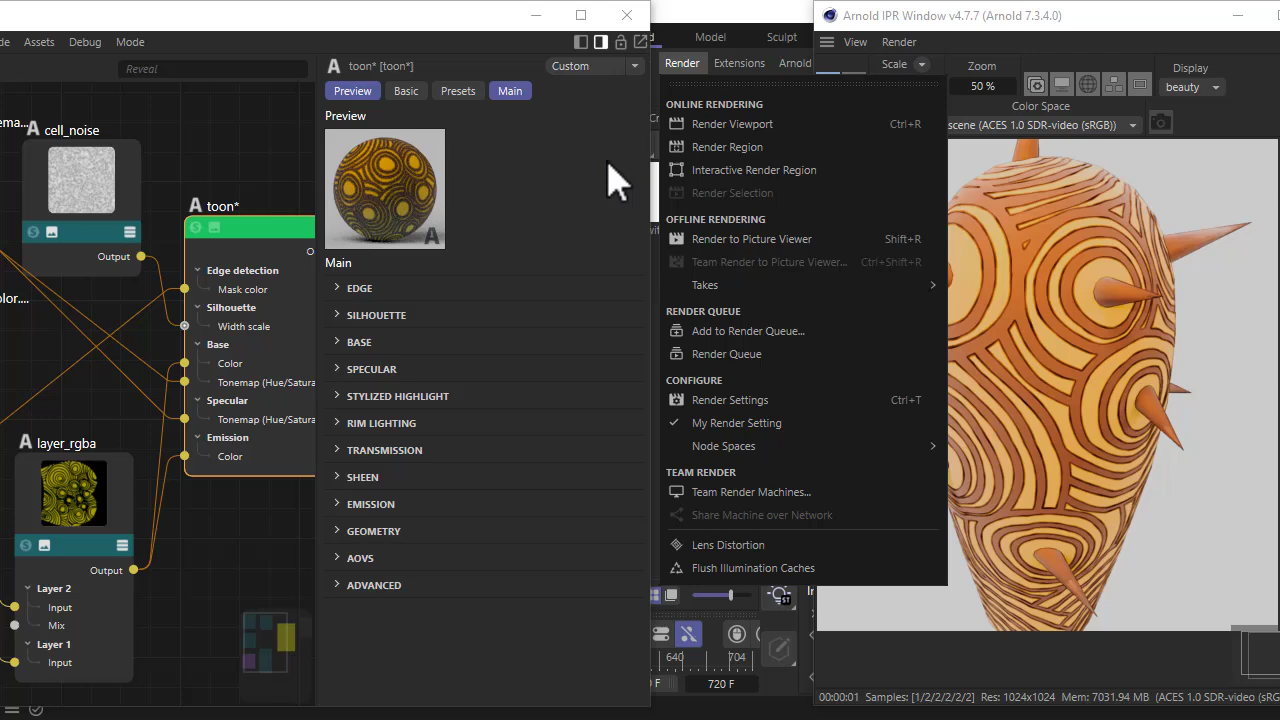 de Assets Debug Mode
Reveal
ema...
cell_noise
Output
olor....
layer_rgba
Output
Layer 2
Input
Mix
Layer 1
Input
toon*
O
Edge detection
Mask color
Silhouette
Width scale
Base
Color
Tonemap (Hue/Satura
Specular
Tonemap (Hue/Satura
Emission
Color
toon* [toon*]
Custom
Preview Basic Presets Main
Preview
Main
EDGE
SILHOUETTE
BASE
SPECULAR
STYLIZED HIGHLIGHT
RIM LIGHTING
TRANSMISSION
SHEEN
EMISSION
GEOMETRY
AOVS
ADVANCED
Model Sculpt
Render Extensions Arnold
ONLINE RENDERING
Render Viewport Ctrl+R
Render Region
Interactive Render Region
Render Selection
OFFLINE RENDERING
Render to Picture Viewer Shift+R
Team Render to Picture Viewer... Ctrl+Shift+R
Takes
RENDER QUEUE
Add to Render Queue...
Render Queue
CONFIGURE
Render Settings Ctrl+T
My Render Setting
Node Spaces
TEAM RENDER
Team Render Machines...
Share Machine over Network
Lens Distortion
Flush Illumination Caches
ST
640 704
F 720 F
Arnold IPR Window v4.7.7 (Arnold 7.3.4.0)
View Render
Scale
Zoom
50 %
Display
beauty
Color Space
scene (ACES 1.0 SDR-video (sRGB))
00:00:01 Samples: [1/2/2/2/2/2] Res: 1024x1024 Mem: 7031.94 MB (ACES 1.0 SDR-video (sRG